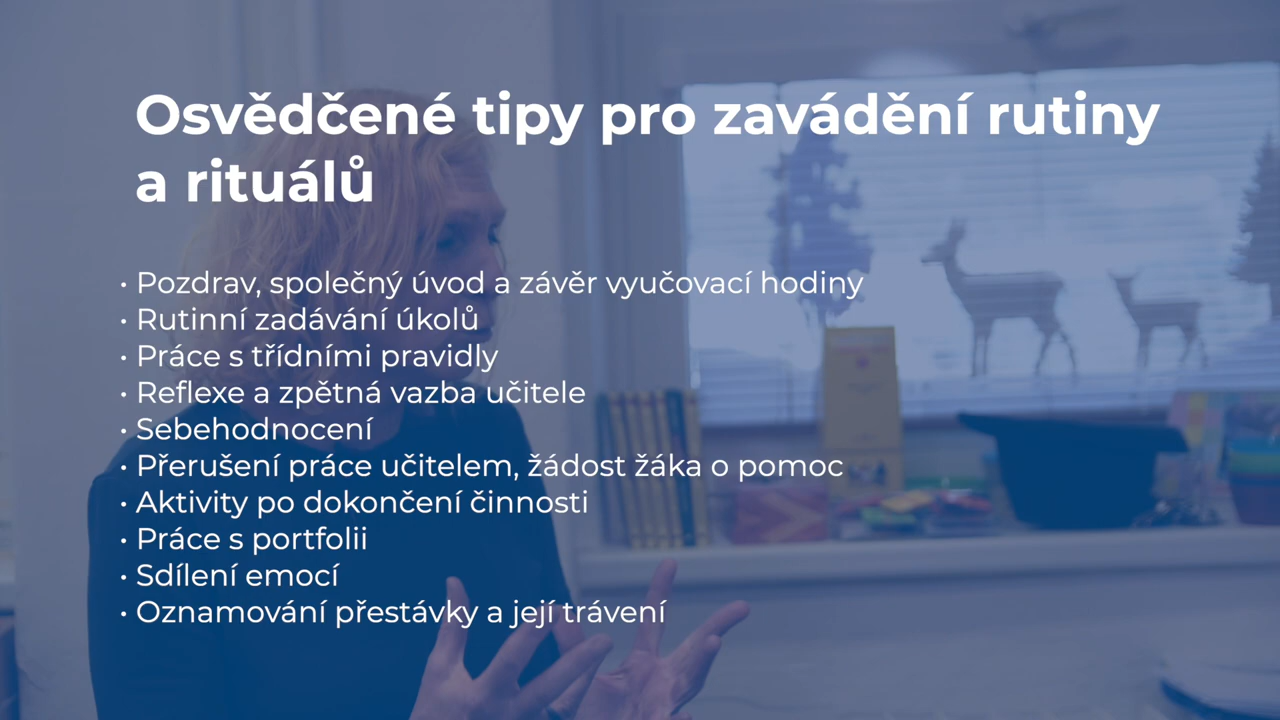 Osvědčené tipy pro zavádění rutiny
a rituálů
• Pozdrav, společný úvod a závěr vyučovací hodiny
• Rutinní zadávání úkolů
• Práce s třídními pravidly
• Reflexe a zpětná vazba učitele
• Sebehodnocení
• Přerušení práce učitelem, žádost žáka o pomoc
• Aktivity po dokončení činnosti
• Práce s portfolii
• Sdílení emocí
• Oznamování přestávky a její trávení